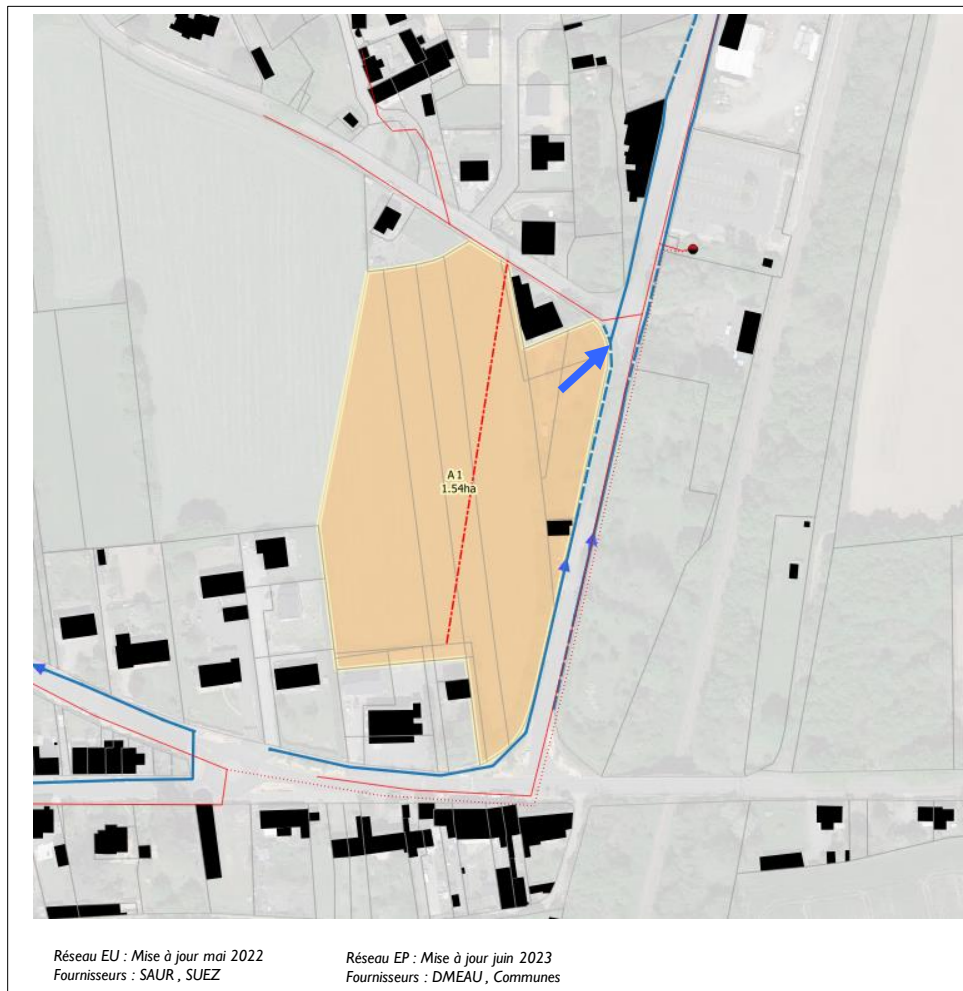 A 1
1.54ha
Réseau EU : Mise à jour mai 2022
Fournisseurs : SAUR , SUEZ
Réseau EP : Mise à jour juin 2023
Fournisseurs : DMEAU , Communes